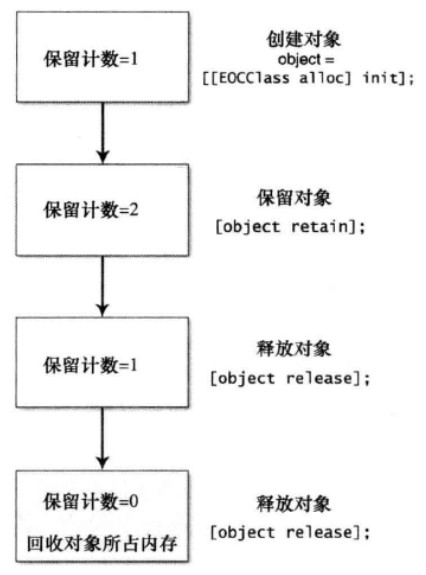 保留计数=1
创建对象
object =
[[EOCClass alloc] init];
保留计数=2
保留对象
[object retain];
保留计数=1
释放对象
[object release];
保留计数=0
回收对象所占内存
释放对象
[object release];